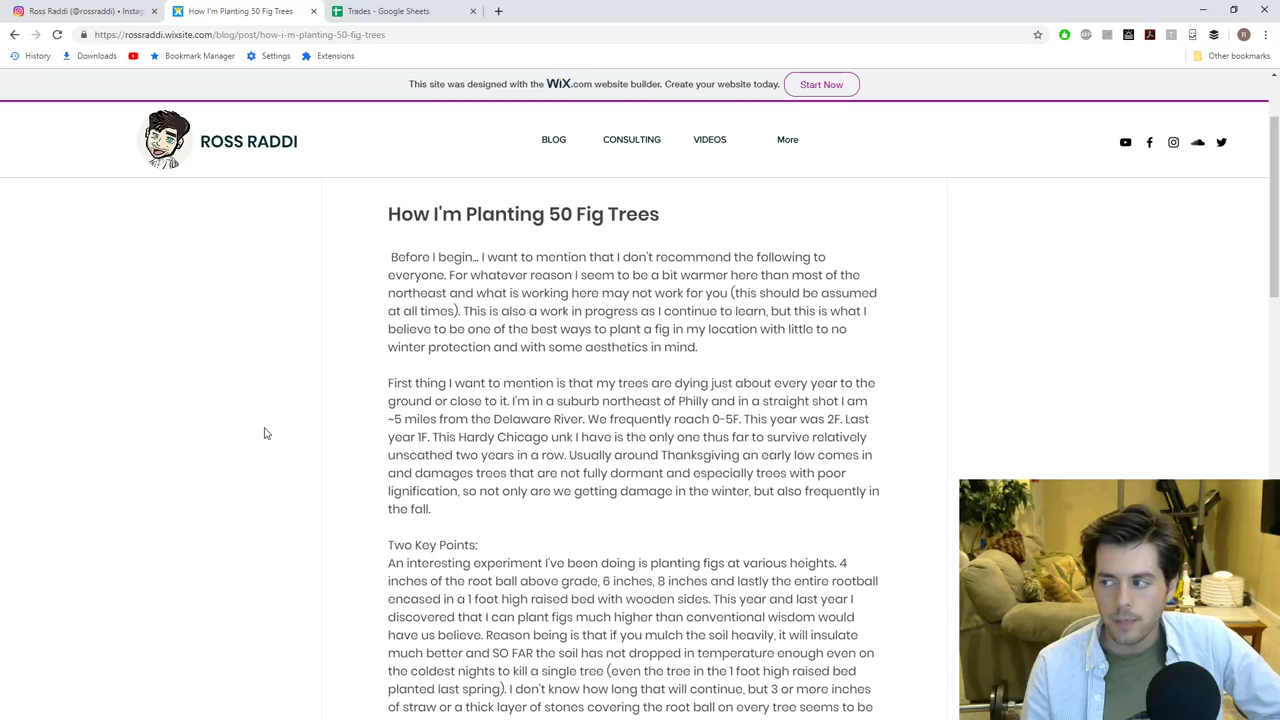 Ross Raddi (@rossraddi) • Instag
How I'm Planting 50 Fig Trees
Trades - Google Sheets
https://rossraddi.wixsite.com/blog/post/how-i-m-planting-50-fig-trees
History
Downloads
Bookmark Manager
Settings
Extensions
Other bookmarks
This site was designed with the WiX.com website builder. Create your website today.
Start Now
ROSS RADDI
BLOG
CONSULTING
VIDEOS
More
How I'm Planting 50 Fig Trees
Before I begin... I want to mention that I don't recommend the following to
everyone. For whatever reason I seem to be a bit warmer here than most of the
northeast and what is working here may not work for you (this should be assumed
at all times). This is also a work in progress as I continue to learn, but this is what I
believe to be one of the best ways to plant a fig in my location with little to no
winter protection and with some aesthetics in mind.
First thing I want to mention is that my trees are dying just about every year to the
ground or close to it. I'm in a suburb northeast of Philly and in a straight shot I am
~5 miles from the Delaware River. We frequently reach 0-5F. This year was 2F. Last
year 1F. This Hardy Chicago unk I have is the only one thus far to survive relatively
unscathed two years in a row. Usually around Thanksgiving an early low comes in
and damages trees that are not fully dormant and especially trees with poor
lignification, so not only are we getting damage in the winter, but also frequently in
the fall.
Two Key Points:
An interesting experiment I've been doing is planting figs at various heights. 4
inches of the root ball above grade, 6 inches, 8 inches and lastly the entire rootball
encased in a 1 foot high raised bed with wooden sides. This year and last year I
discovered that I can plant figs much higher than conventional wisdom would
have us believe. Reason being is that if you mulch the soil heavily, it will insulate
much better and SO FAR the soil has not dropped in temperature enough even on
the coldest nights to kill a single tree (even the tree in the 1 foot high raised bed
planted last spring). I don't know how long that will continue, but 3 or more inches
of straw or a thick layer of stones covering the root ball on every tree seems to be